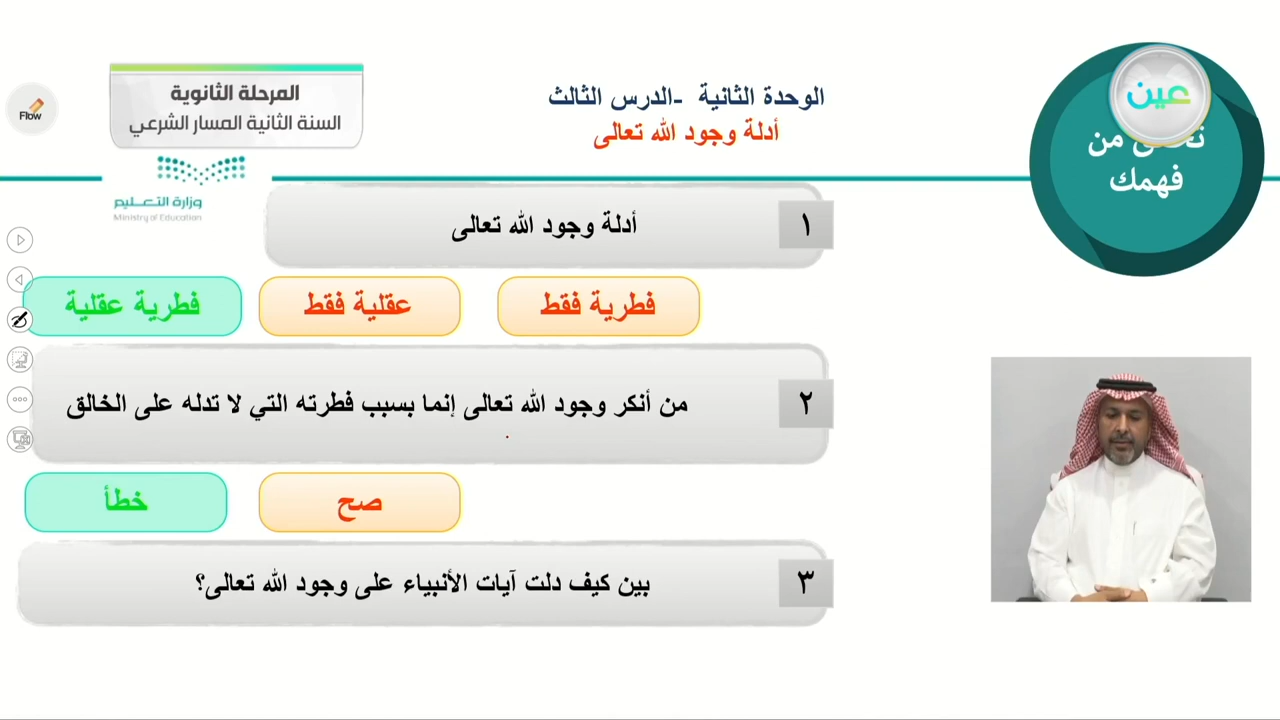 عين
من
فهمك
الوحدة الثانية -الدرس الثالث
أدلة وجود الله تعالى
المرحلة الثانوية
السنة الثانية المسار الشرعي
وزارة التعليم
Ministry of Education
Flow
١
أدلة وجود الله تعالى
فطرية فقط
عقلية فقط
فطرية عقلية
٢
من أنكر وجود الله تعالى إنما بسبب فطرته التي لا تدله على الخالق
صح
خطأ
٣
بين كيف دلت آيات الأنبياء على وجود الله تعالى؟